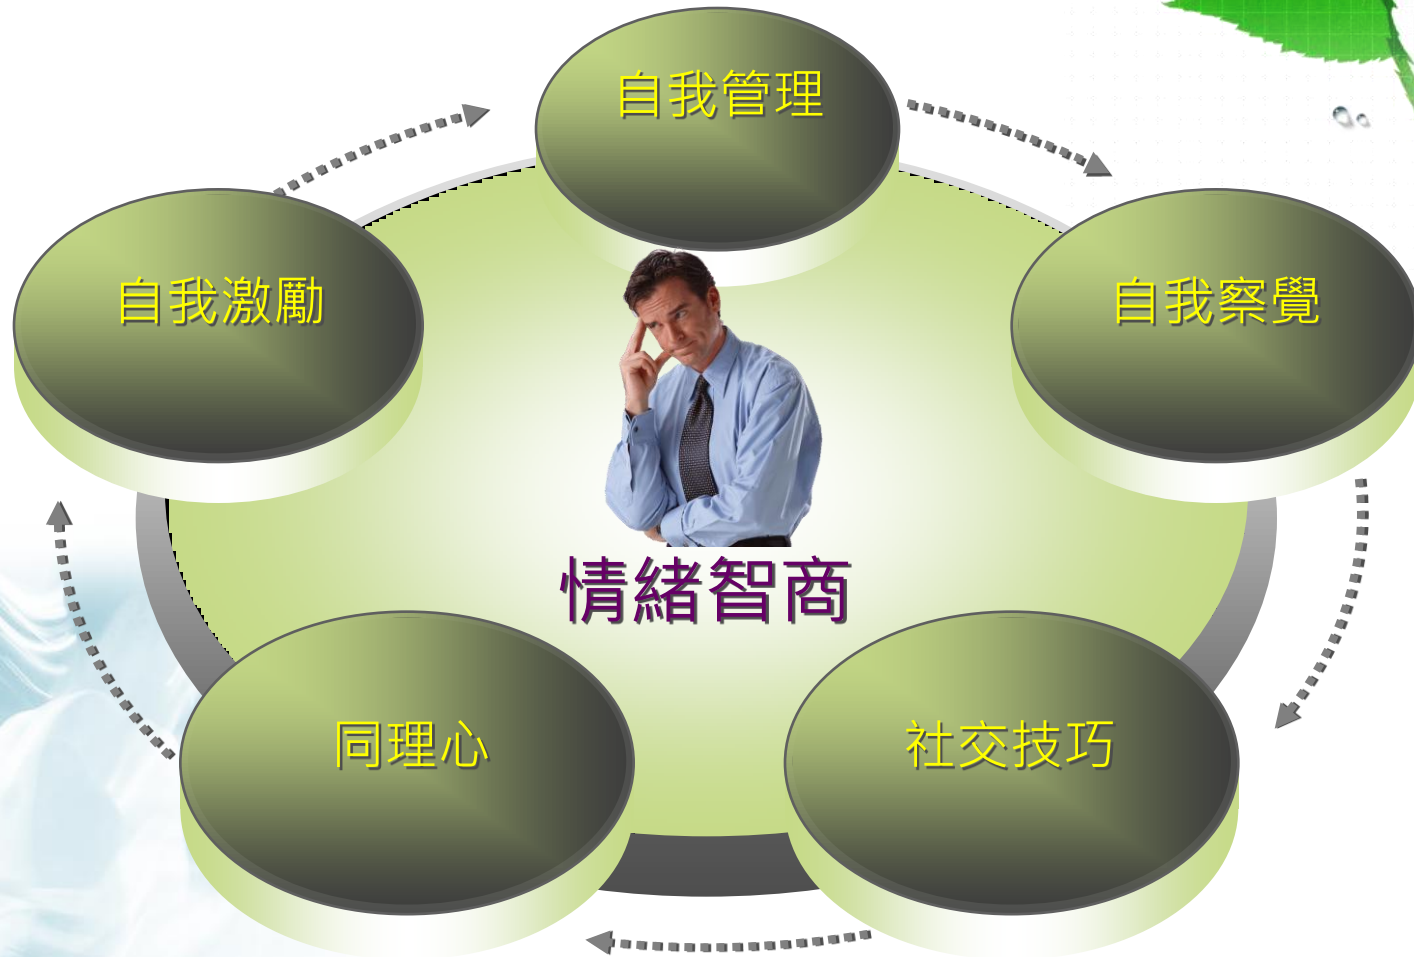 自我管理
自我激勵
自我察覺
情緒智商
同理心
社交技巧